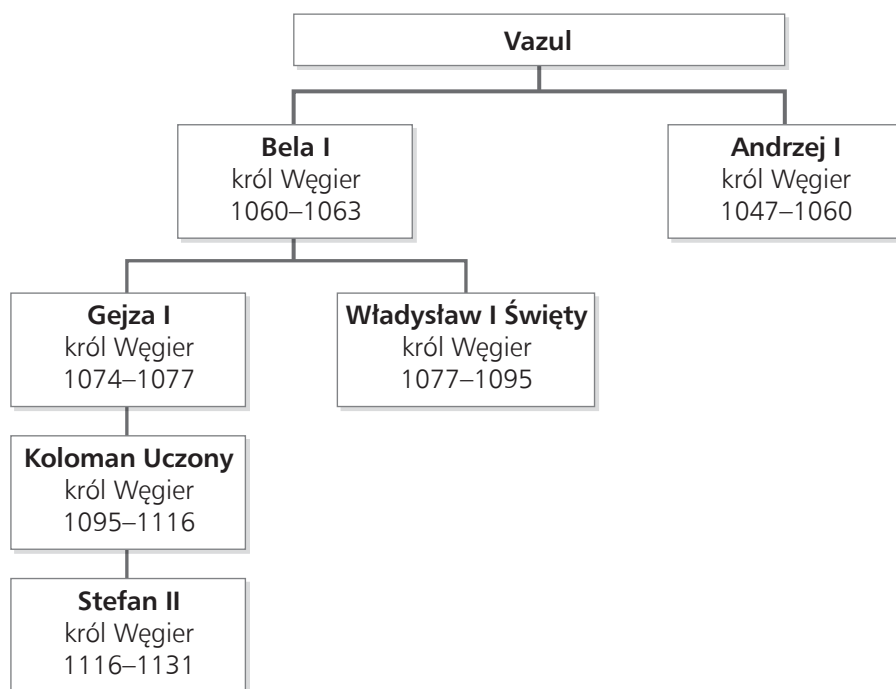 Vazul
Bela I
król Węgier
1060–1063
Andrzej I
król Węgier
1047–1060
Gejza I
król Węgier
1074–1077
Władysław I Święty
król Węgier
1077–1095
Koloman Uczony
król Węgier
1095–1116
Stefan II
król Węgier
1116–1131